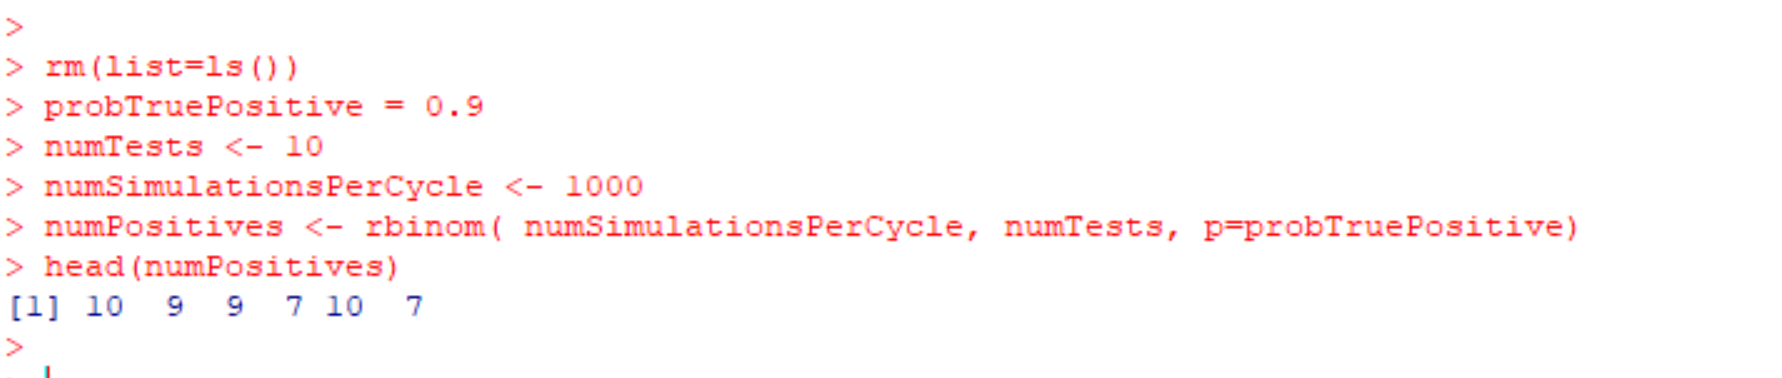 >
> rm(list=ls())
> probTruePositive = 0.9
> numTests <- 10
> numSimulationsPerCycle <- 1000
> numPositives <- rbinom( numSimulationsPerCycle, numTests, p=probTruePositive)
> head(numPositives)
[1] 10  9  9  7 10  7
>